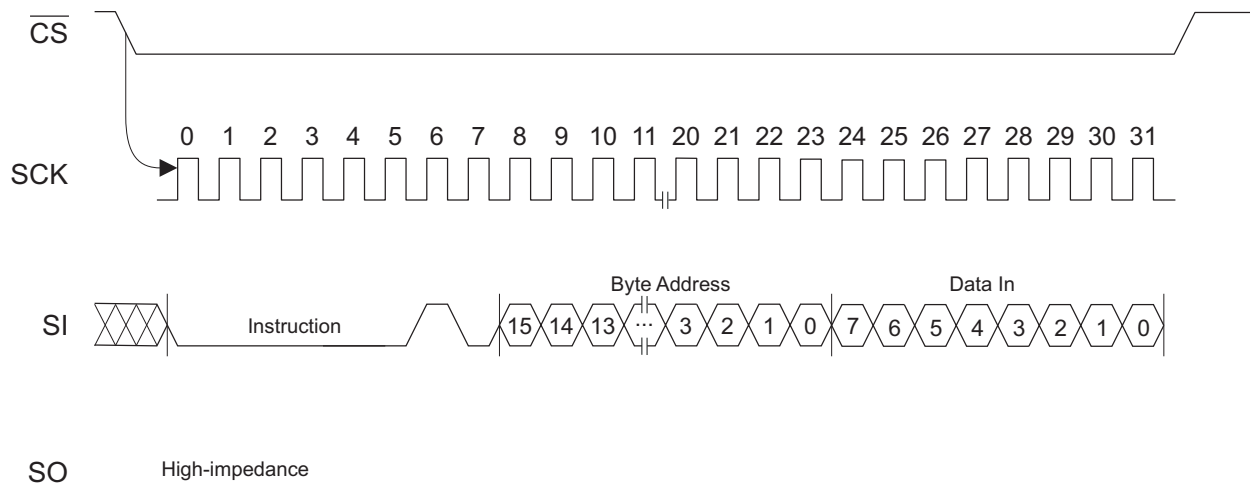 CS
0 1 2 3 4 5 6 7 8 9 10 11 20 21 22 23 24 25 26 27 28 29 30 31
SCK
Byte Address Data In
SI Instruction 15 14 13 ... 3 2 1 0 7 6 5 4 3 2 1 0
SO High-impedance